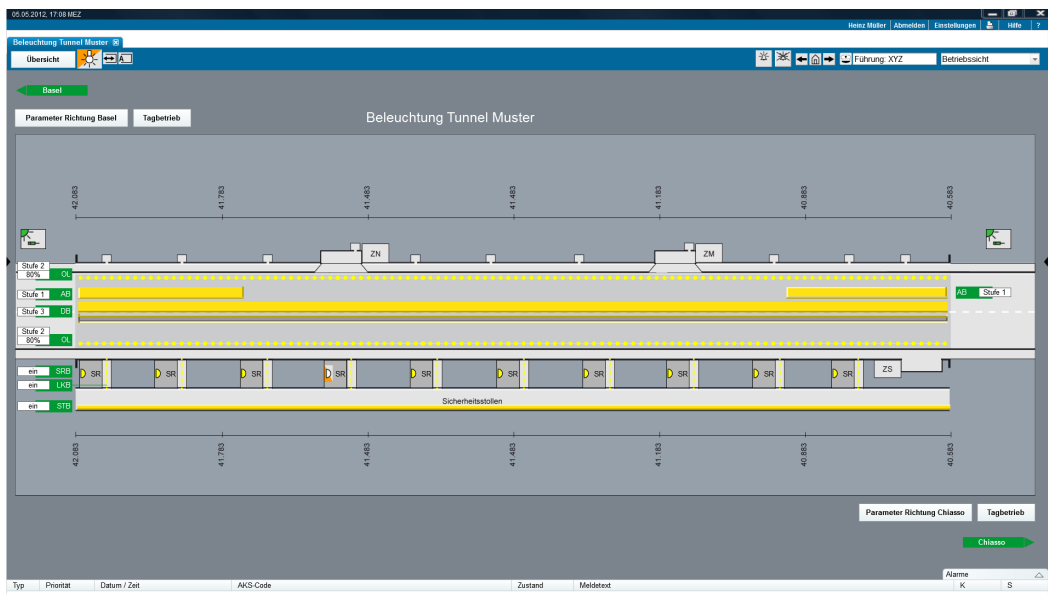 05.05.2012, 17:08 MEZ
Heinz Müller Abmelden Einstellungen Hilfe ?
Beleuchtung Tunnel Muster
Übersicht A Führung: XYZ Betriebssicht
Basel
Parameter Richtung Basel Tagbetrieb Beleuchtung Tunnel Muster
42.083 41.783 41.483 41.483 41.183 40.883 40.583
ZN ZM
Stufe 2
80% OL
Stufe 1 AB AB Stufe 1
Stufe 3 DB
Stufe 2
80% OL
ein SRB SR SR SR SR SR SR SR SR SR SR ZS
ein LKB
ein STB Sicherheitsstollen
42.083 41.783 41.483 41.483 41.183 40.883 40.583
Parameter Richtung Chiasso Tagbetrieb
Chiasso
Alarme
Typ Priorität Datum / Zeit AKS-Code Zustand Meldetext K S